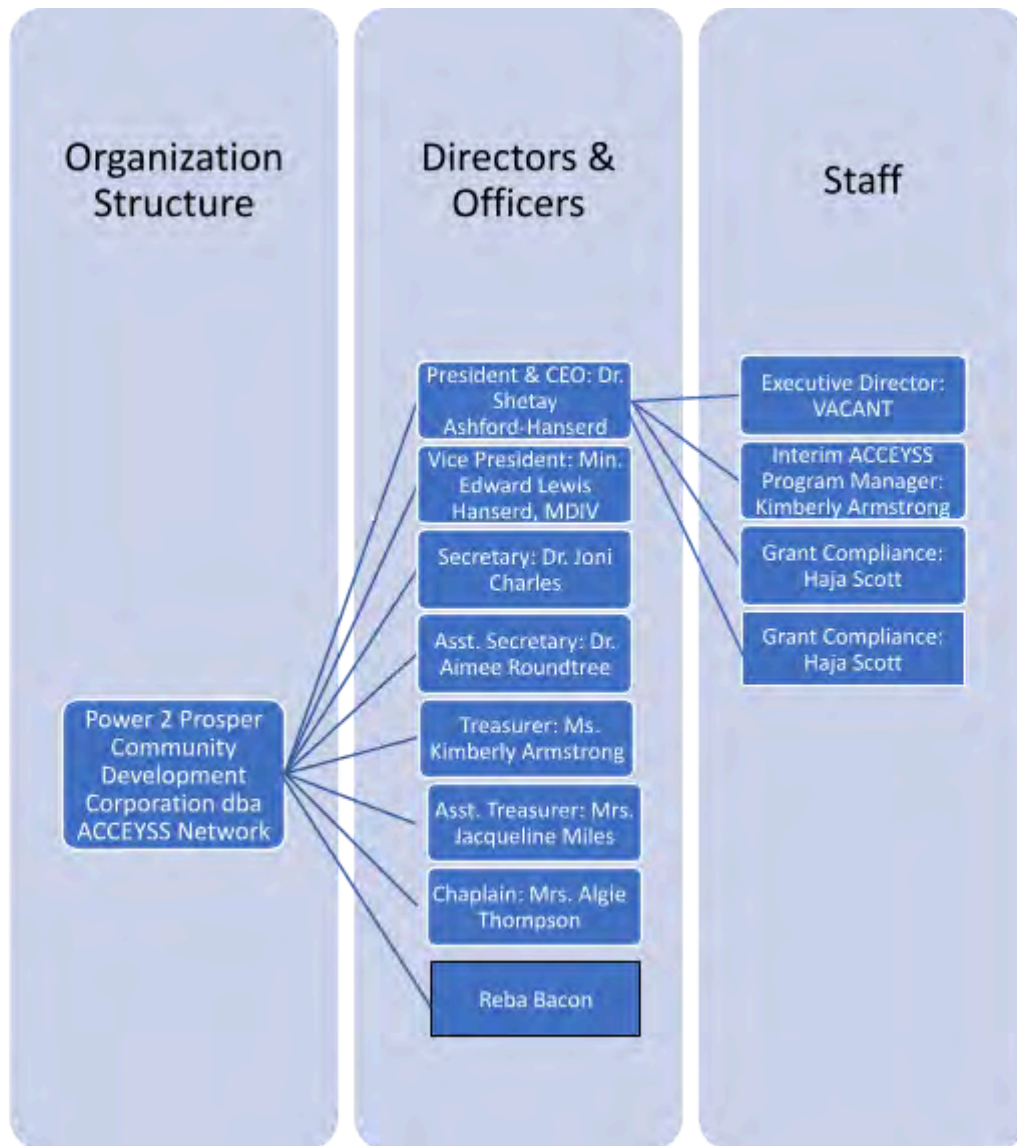 Organization
Structure
Directors &
Officers
Staff
Power 2 Prosper
Community
Development
Corporation dba
ACCEYSS Network
President & CEO: Dr.
Shetay
Ashford-Hanserd
Vice President: Min.
Edward Lewis
Hanserd, MDIV
Secretary: Dr. Joni
Charles
Asst. Secretary: Dr.
Aimee Roundtree
Treasurer: Ms.
Kimberly Armstrong
Asst. Treasurer: Mrs.
Jacqueline Miles
Chaplain: Mrs. Algie
Thompson
Reba Bacon
Executive Director:
VACANT
Interim ACCEYSS
Program Manager:
Kimberly Armstrong
Grant Compliance:
Haja Scott
Grant Compliance:
Haja Scott